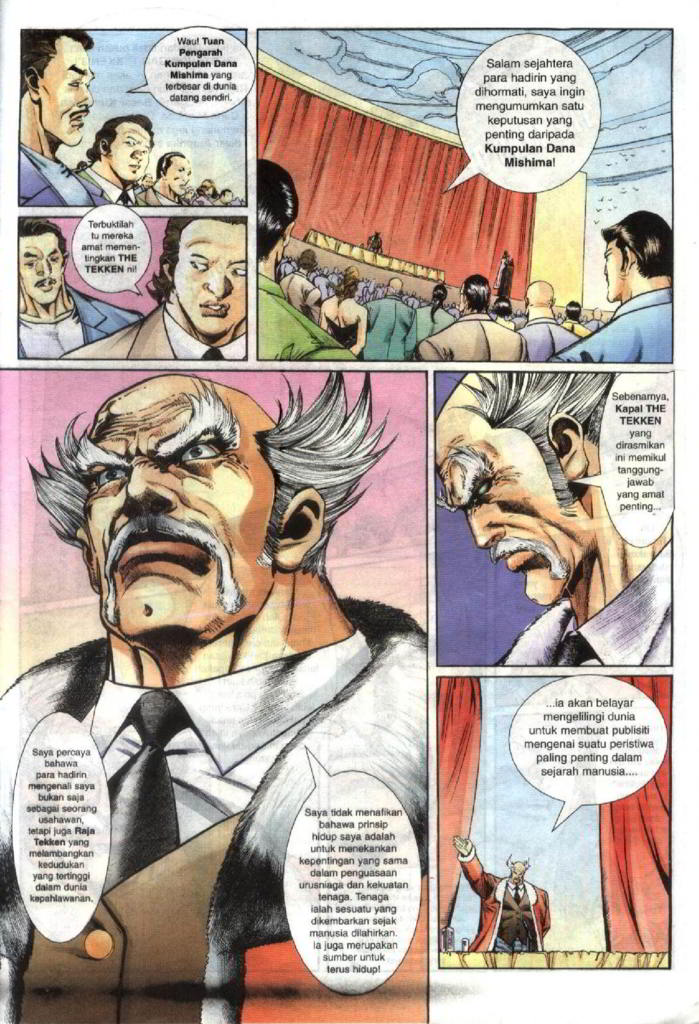 Wau! Tuan
Pengarah
Kumpulan Dana
Mishima yang
terbesar di dunia
datang sendiri.
Salam sejahtera
para hadirin yang
dihormati, saya ingin
mengumumkan satu
keputusan yang
penting daripada
Kumpulan Dana
Mishima!
Terbuktilah
tu mereka
amat memen-
tingkan THE
TEKKEN ni!
Saya percaya
bahawa
para hadirin
mengenali saya
bukan saja
sebagai seorang
usahawan,
tetapi juga Raja
Tekken yang
melambangkan
kedudukan
yang tertinggi
dalam dunia
kepahlawanan.
Saya tidak menafikan
bahawa prinsip
hidup saya adalah
untuk menekankan
kepentingan yang sama
dalam penguasaan
urusniaga dan kekuatan
tenaga. Tenaga
ialah sesuatu yang
dikembarkan sejak
manusia dilahirkan.
Ia juga merupakan
sumber untuk
terus hidup!
Sebenarnya,
Kapal THE
TEKKEN
yang
dirasmikan
ini memikul
tanggung-
jawab
yang amat
penting...
...ia akan belayar
mengelilingi dunia
untuk membuat publisiti
mengenai suatu peristiwa
paling penting dalam
sejarah manusia....